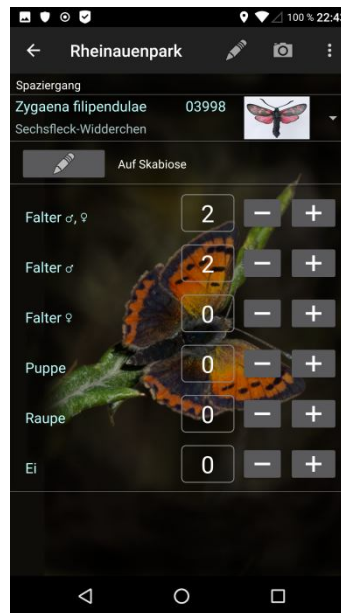 100 % 22:43
Rheinauenpark
Spaziergang
Zygaena filipendulae 03998
Sechsfleck-Widderchen
Auf Skabiose
Falter ♂, ♀ 2
Falter ♂ 2
Falter ♀ 0
Puppe 0
Raupe 0
Ei 0